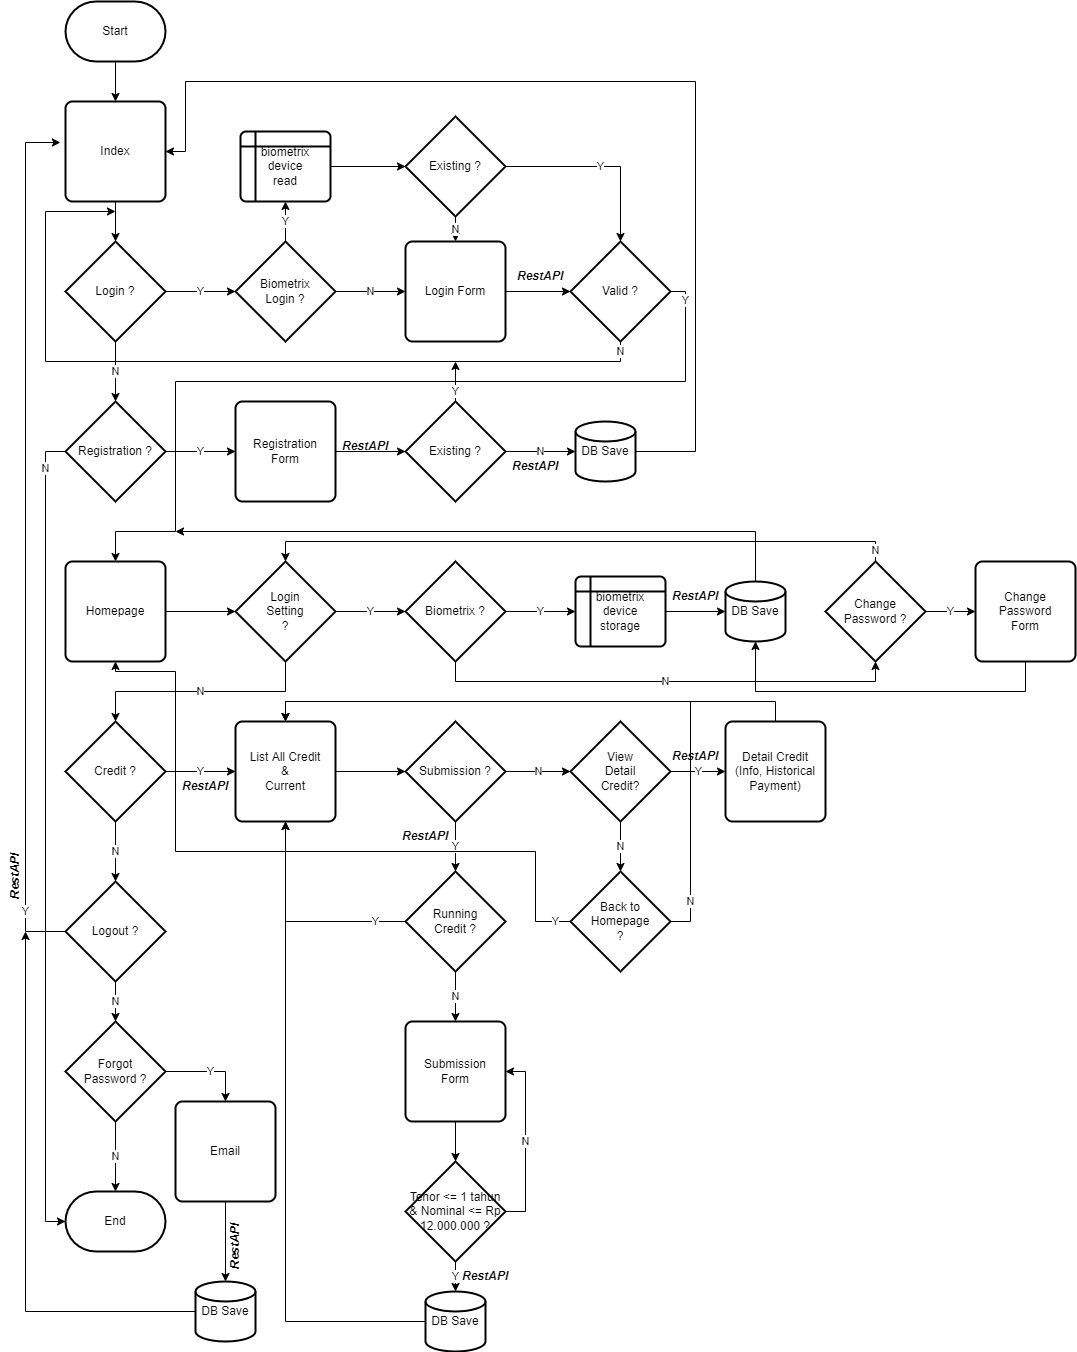 Start
Index
biometrix
device
read
Existing ?
Y
Y
N
Login ?
Y
Biometrix
Login ?
N
Login Form
RestAPI
Valid ?
Y
N
N
Y
Registration ?
Y
Registration
Form
RestAPI
Existing ?
N
RestAPI
DB Save
N
N
Homepage
Login
Setting
?
Y
Biometrix ?
Y
biometrix
device
storage
RestAPI
DB Save
Change
Password ?
Y
Change
Password
Form
N
N
Credit ?
Y
RestAPI
List All Credit
&
Current
Submission ?
N
View
Detail
Credit?
RestAPI
Y
Detail Credit
(Info, Historical
Payment)
RestAPI
Y
N
N
RestAPI
Y
Logout ?
Y
Running
Credit ?
Y
Back to
Homepage
?
N
N
N
Forgot
Password ?
Y
Submission
Form
N
N
Email
Tenor <= 1 tahun
& Nominal <= Rp
12.000.000 ?
End
RestAPI
Y
RestAPI
DB Save
DB Save